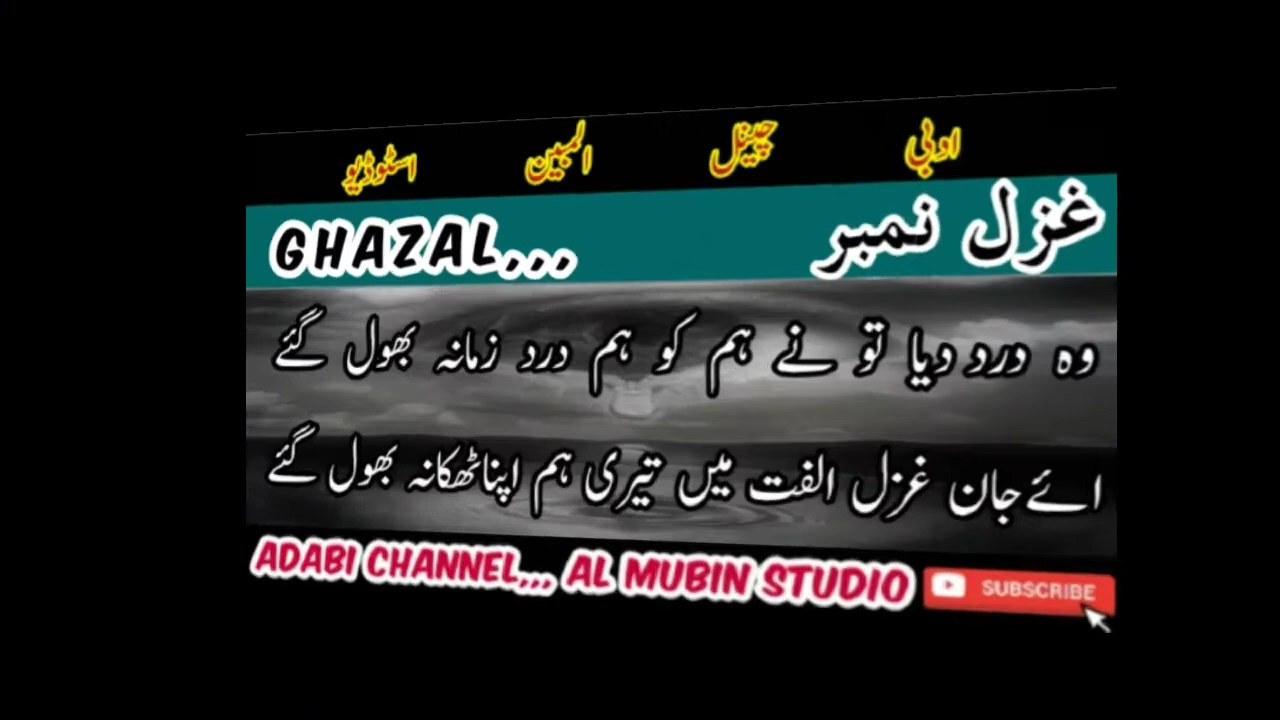 ادبی چینل المبین اسٹوڈیو
GHAZAL,,, غزل نمبر
وہ درد دیا تو نے ہم کو ہم درد زمانہ بھول گئے
اے جان غزل الفت میں تیری ہم اپنا ٹھکانہ بھول گئے
ADABI CHANNEL,,, AL MUBIN STUDIO SUBSCRIBE